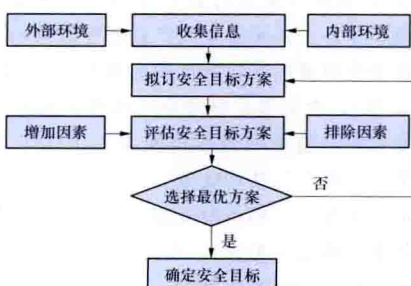 外部环境
收集信息
内部环境
拟订安全目标方案
增加因素
评估安全目标方案
排除因素
选择最优方案
否
是
确定安全目标